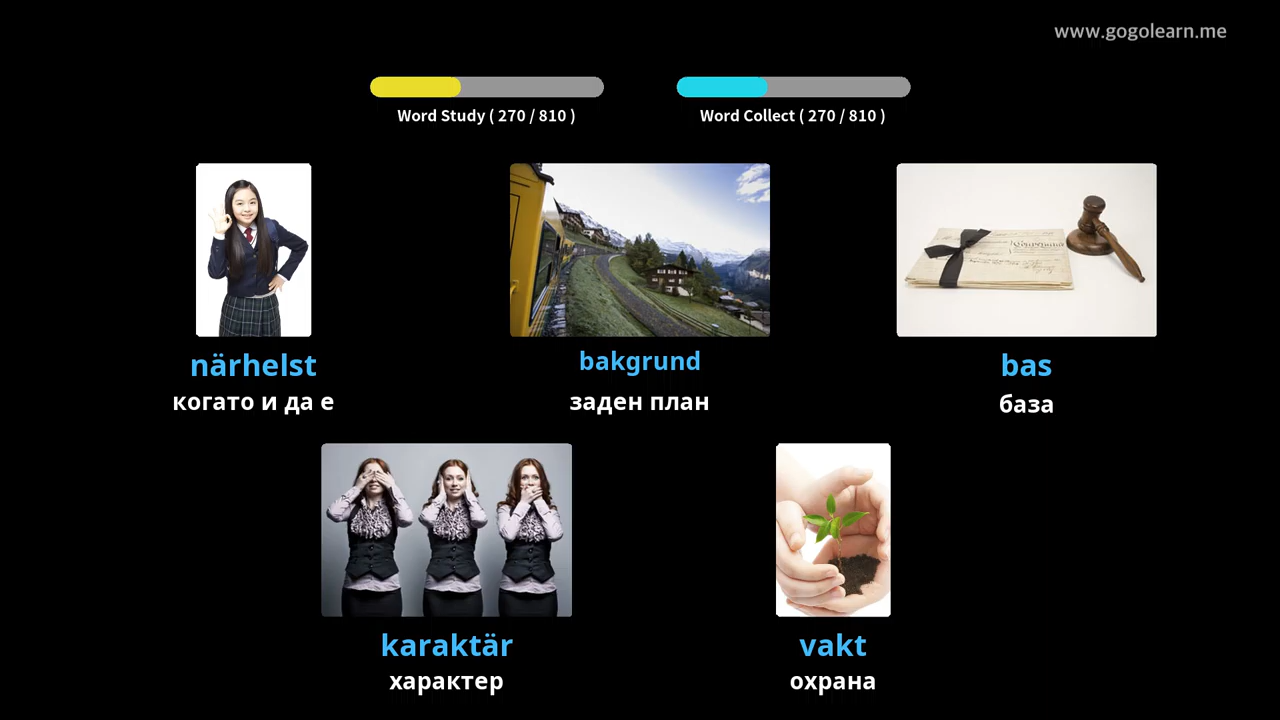 www.gogolearn.me
Word Study ( 270 / 810 )
Word Collect ( 270 / 810 )
närhelst
когато и да е
bakgrund
заден план
bas
база
karaktär
характер
vakt
охрана